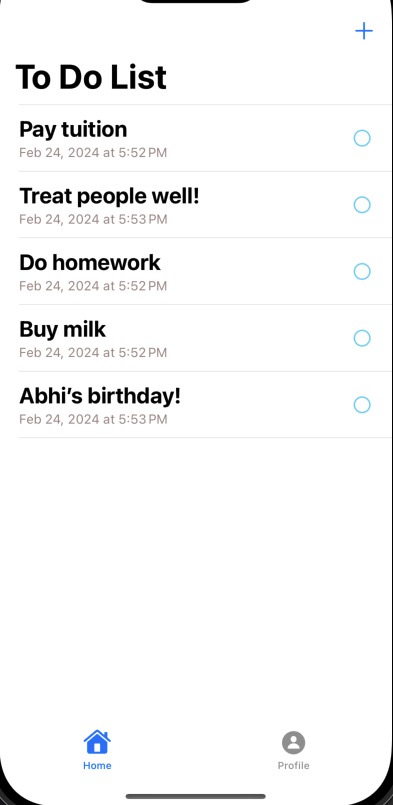 To Do List
Pay tuition
Feb 24, 2024 at 5:52 PM
Treat people well!
Feb 24, 2024 at 5:53 PM
Do homework
Feb 24, 2024 at 5:52 PM
Buy milk
Feb 24, 2024 at 5:52 PM
Abhi’s birthday!
Feb 24, 2024 at 5:53 PM
Home
Profile